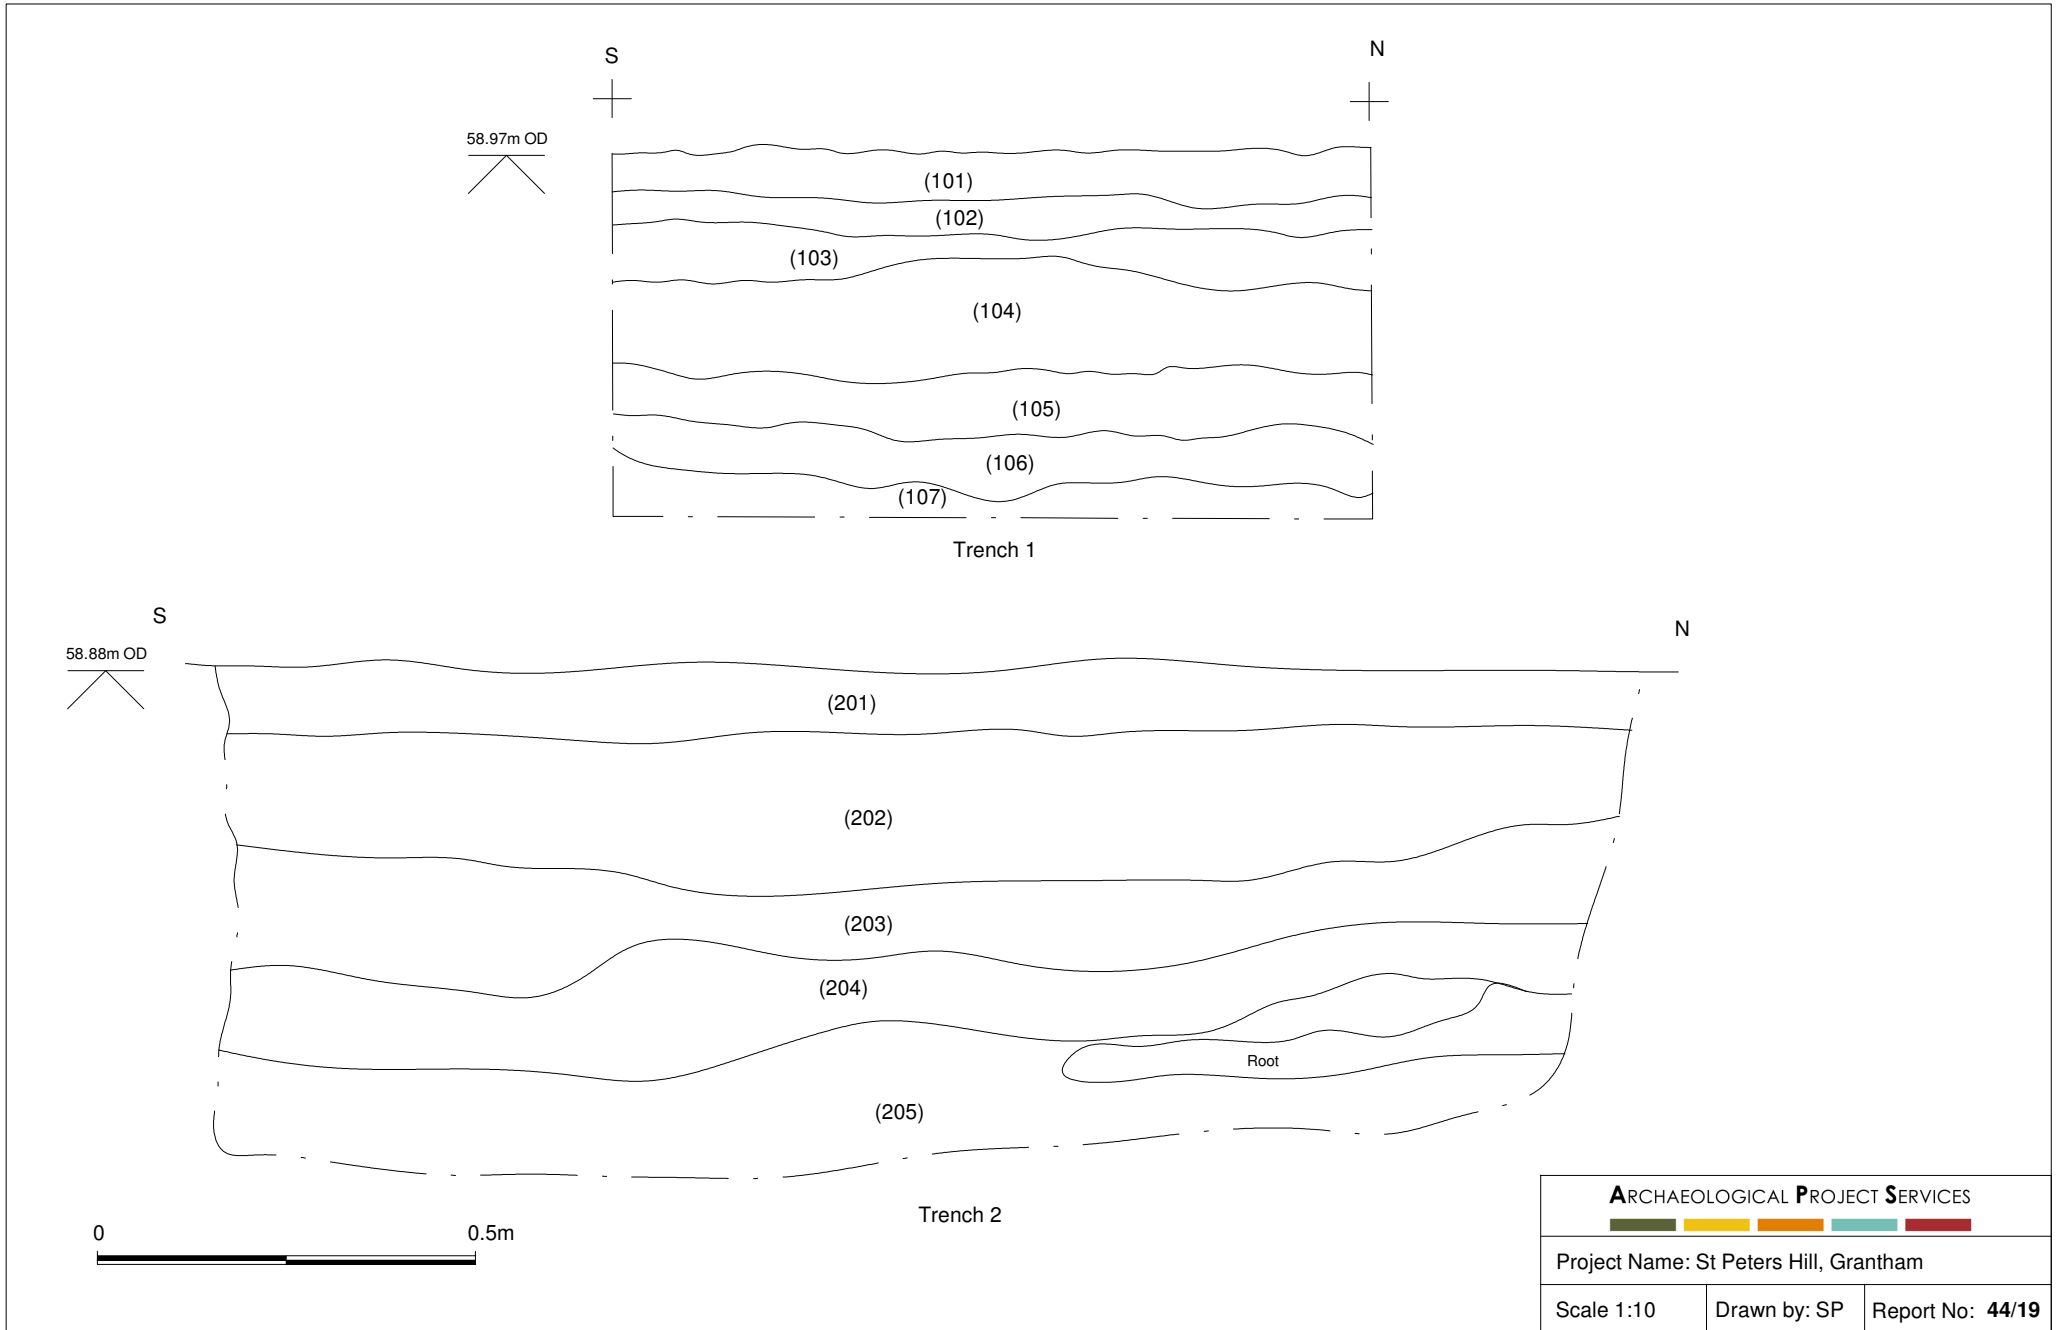 S
N
58.97m OD
(101)
(102)
(103)
(104)
(105)
(106)
(107)
Trench 1
S
N
58.88m OD
(201)
(202)
(203)
(204)
Root
(205)
Trench 2
0 0.5m
ARCHAEOLOGICAL PROJECT SERVICES
Project Name: St Peters Hill, Grantham
Scale 1:10 Drawn by: SP Report No: 44/19